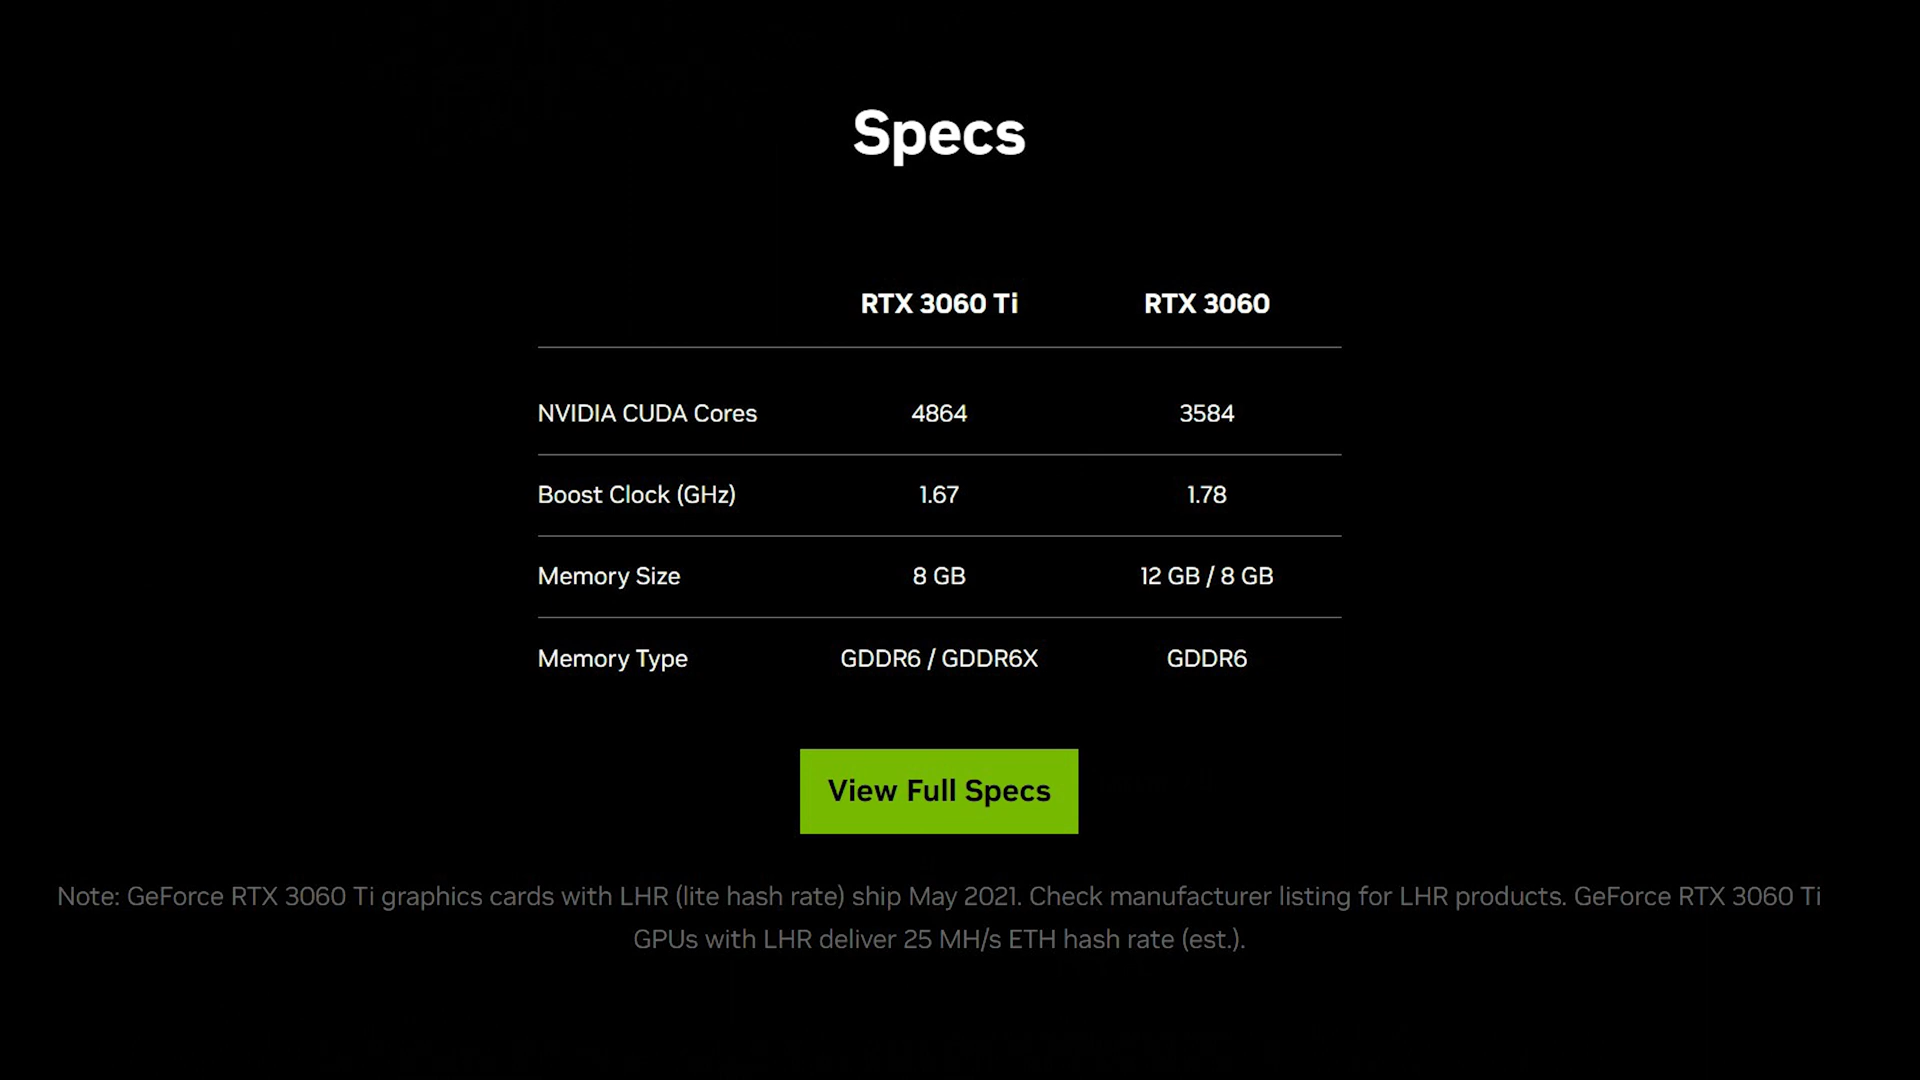 Specs
RTX 3060 Ti RTX 3060
NVIDIA CUDA Cores 4864 3584
Boost Clock (GHz) 1.67 1.78
Memory Size 8 GB 12 GB / 8 GB
Memory Type GDDR6 / GDDR6X GDDR6
View Full Specs
Note: GeForce RTX 3060 Ti graphics cards with LHR (lite hash rate) ship May 2021. Check manufacturer listing for LHR products. GeForce RTX 3060 Ti
GPUs with LHR deliver 25 MH/s ETH hash rate (est.).